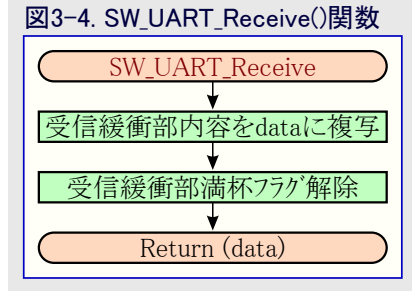 図3-4. SW_UART_Receive()関数
SW_UART_Receive
受信緩衝部内容をdataに複写
受信緩衝部満杯フラグ解除
Return (data)